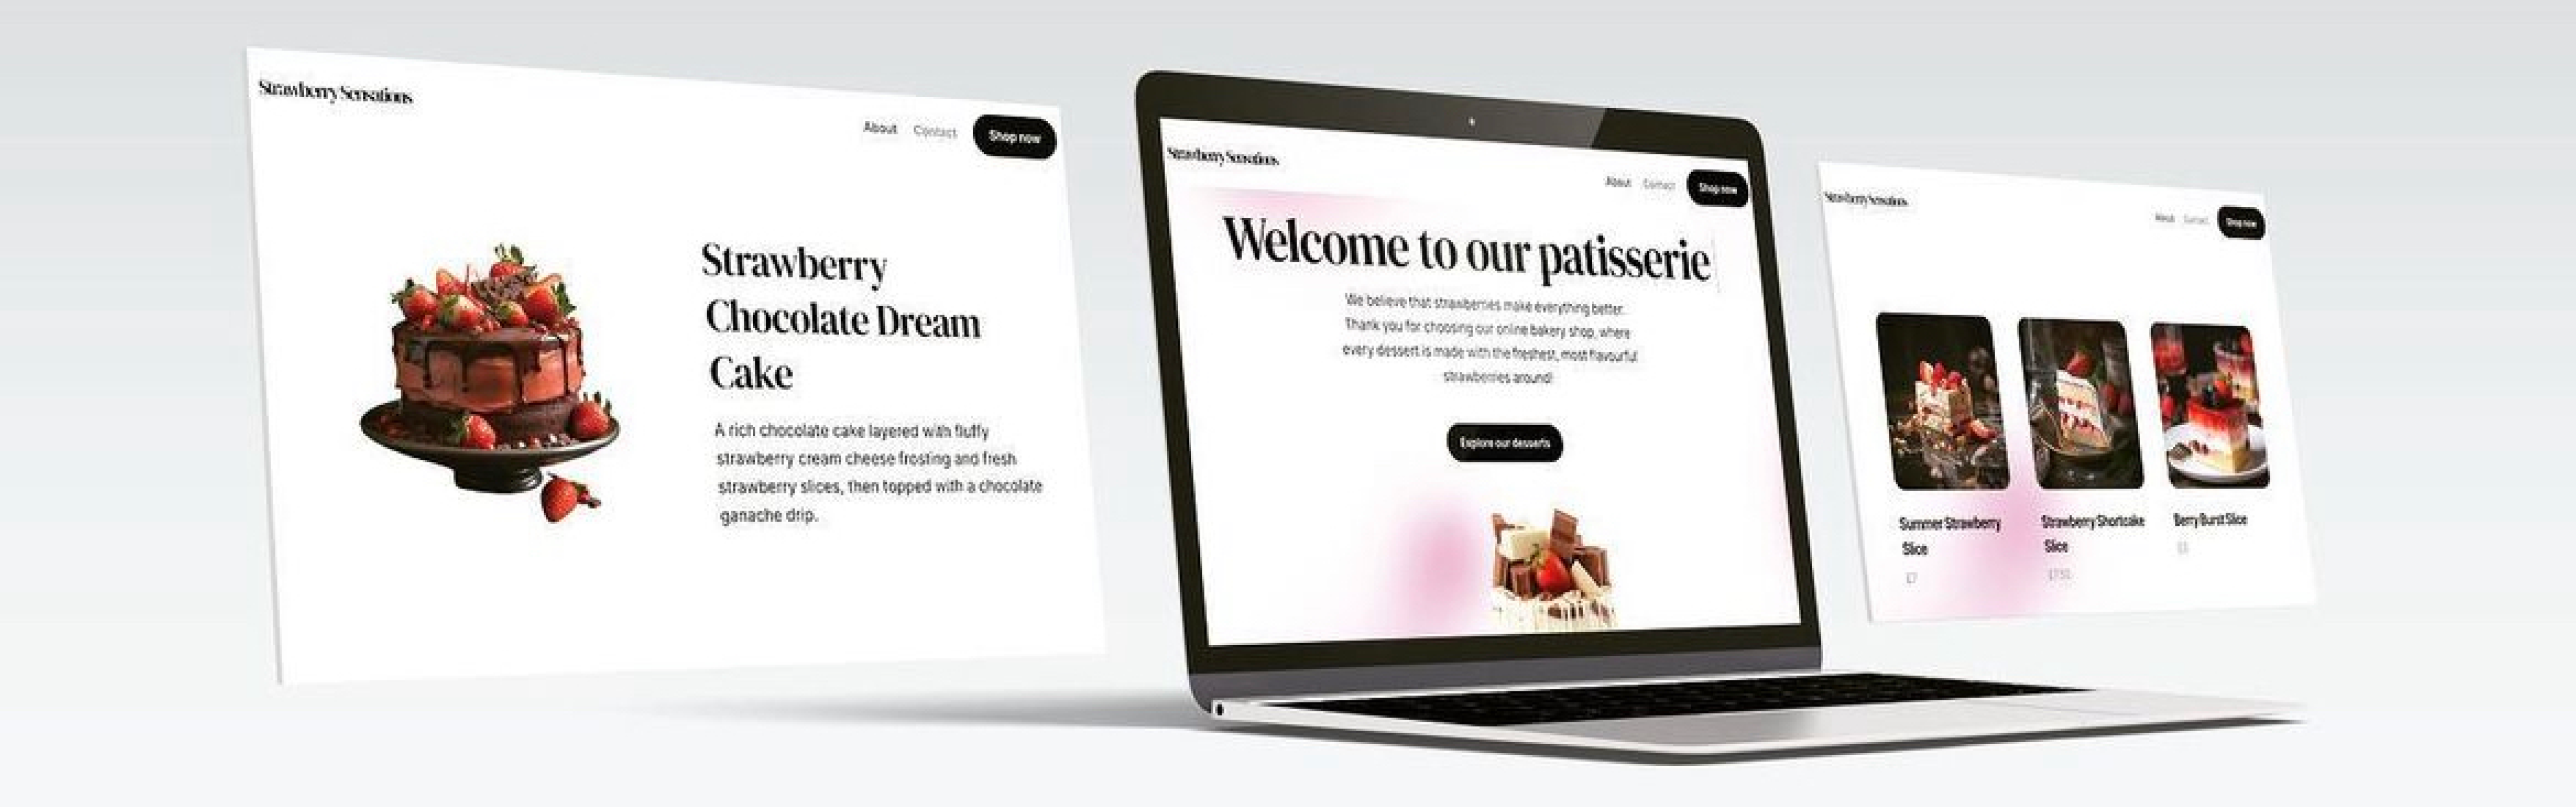 Strawberry Sensations
About Contact Shop now
Strawberry
Chocolate Dream
Cake
A rich chocolate cake layered with fluffy
strawberry cream cheese frosting and fresh
strawberry slices, then topped with a chocolate
ganache drip.
Strawberry Sensations
About Contact Shop now
Welcome to our patisserie
We believe that strawberries make everything better.
Thank you for choosing our online bakery shop, where
every dessert is made with the freshest, most flavourful
strawberries around!
Explore our desserts
Strawberry Sensations
About Contact Shop now
Summer Strawberry
Slice
£7
Strawberry Shortcake
Slice
Berry Burst Slice